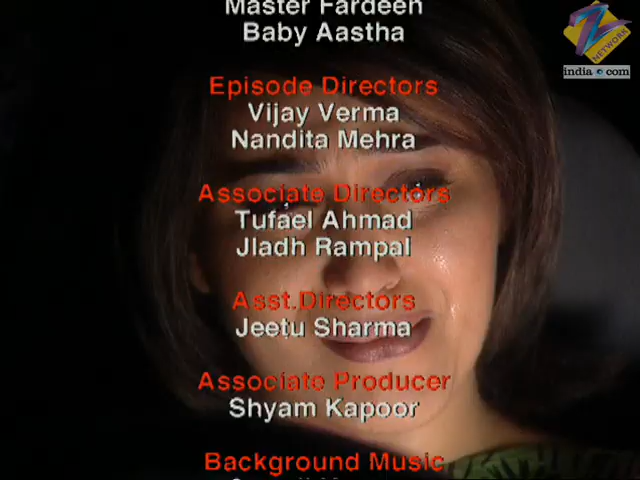 Master Fardeen
Baby Aastha
Z
NETWORK
india com
Episode Directors
Vijay Verma
Nandita Mehra
Associate Directors
Tufael Ahmad
Jladh Rampal
Asst.Directors
Jeetu Sharma
Associate Producer
Shyam Kapoor
Background Music